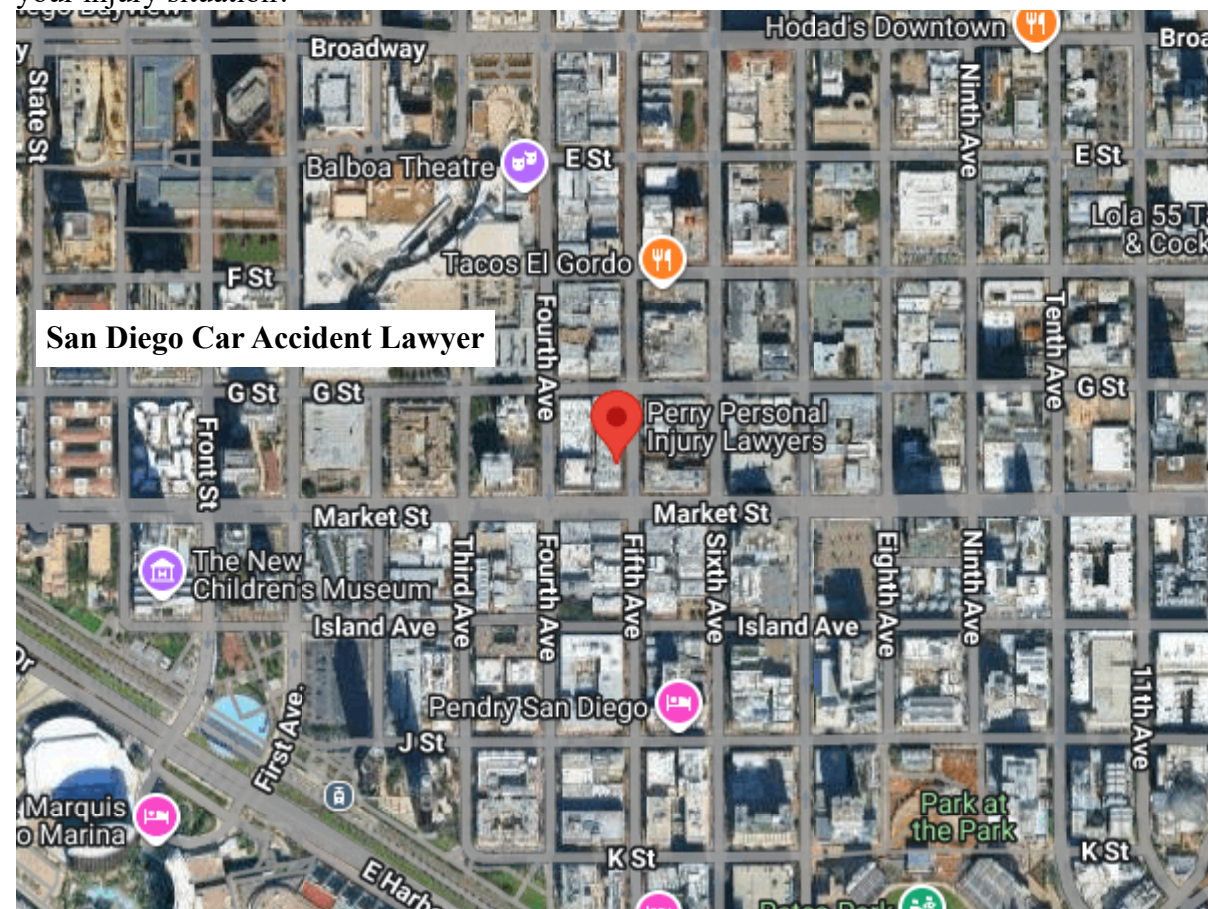 your injury situation.
Hodad's Downtown
Broadway
State St
Ninth Ave
Balboa Theatre
E St
E St
Lola 55
& Cock
Tacos El Gordo
F St
Fourth Ave
Tenth Ave
San Diego Car Accident Lawyer
G St
G St
G St
Front St
Perry Personal
Injury Lawyers
Market St
Market St
The New
Children's Museum
Third Ave
Fourth Ave
Fifth Ave
Sixth Ave
Eighth Ave
Ninth Ave
Island Ave
Island Ave
11th Ave
Pendry San Diego
J St
First Ave.
Marquis
o Marina
Park at
the Park
K St
K St
E Harb